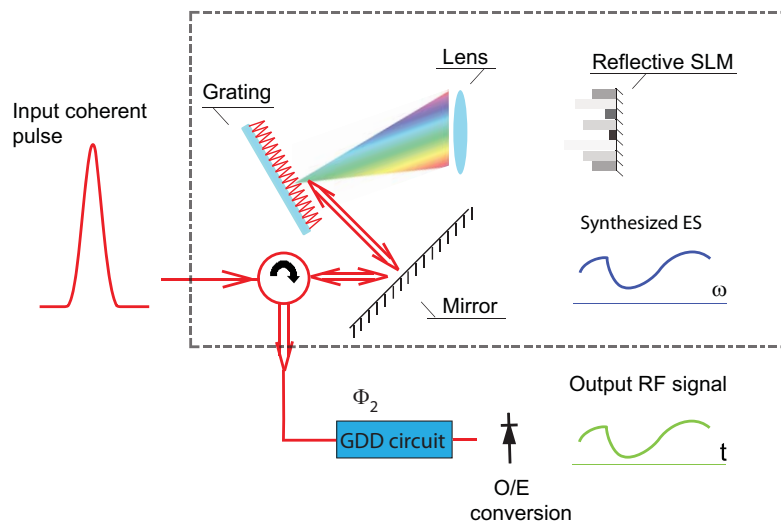 Input coherent
pulse
Grating
Lens
Reflective SLM
Synthesized ES
ω
Mirror
Φ2
GDD circuit
O/E
conversion
Output RF signal
t